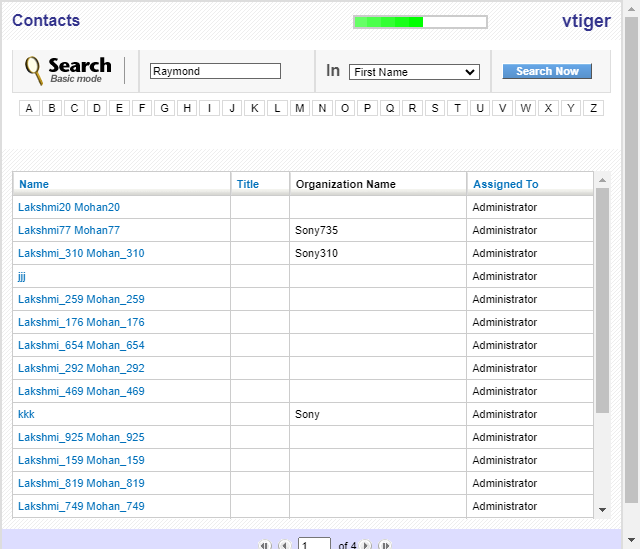 Contacts
vtiger
Search
Basic mode
Raymond
In
First Name
Search Now
A B C D E F G H I J K L M N O P Q R S T U V W X Y Z
Name Title Organization Name Assigned To
Lakshmi20 Mohan20 Administrator
Lakshmi77 Mohan77 Sony735 Administrator
Lakshmi_310 Mohan_310 Sony310 Administrator
jjj Administrator
Lakshmi_259 Mohan_259 Administrator
Lakshmi_176 Mohan_176 Administrator
Lakshmi_654 Mohan_654 Administrator
Lakshmi_292 Mohan_292 Administrator
Lakshmi_469 Mohan_469 Administrator
kkk Sony Administrator
Lakshmi_925 Mohan_925 Administrator
Lakshmi_159 Mohan_159 Administrator
Lakshmi_819 Mohan_819 Administrator
Lakshmi_749 Mohan_749 Administrator
1 of 4